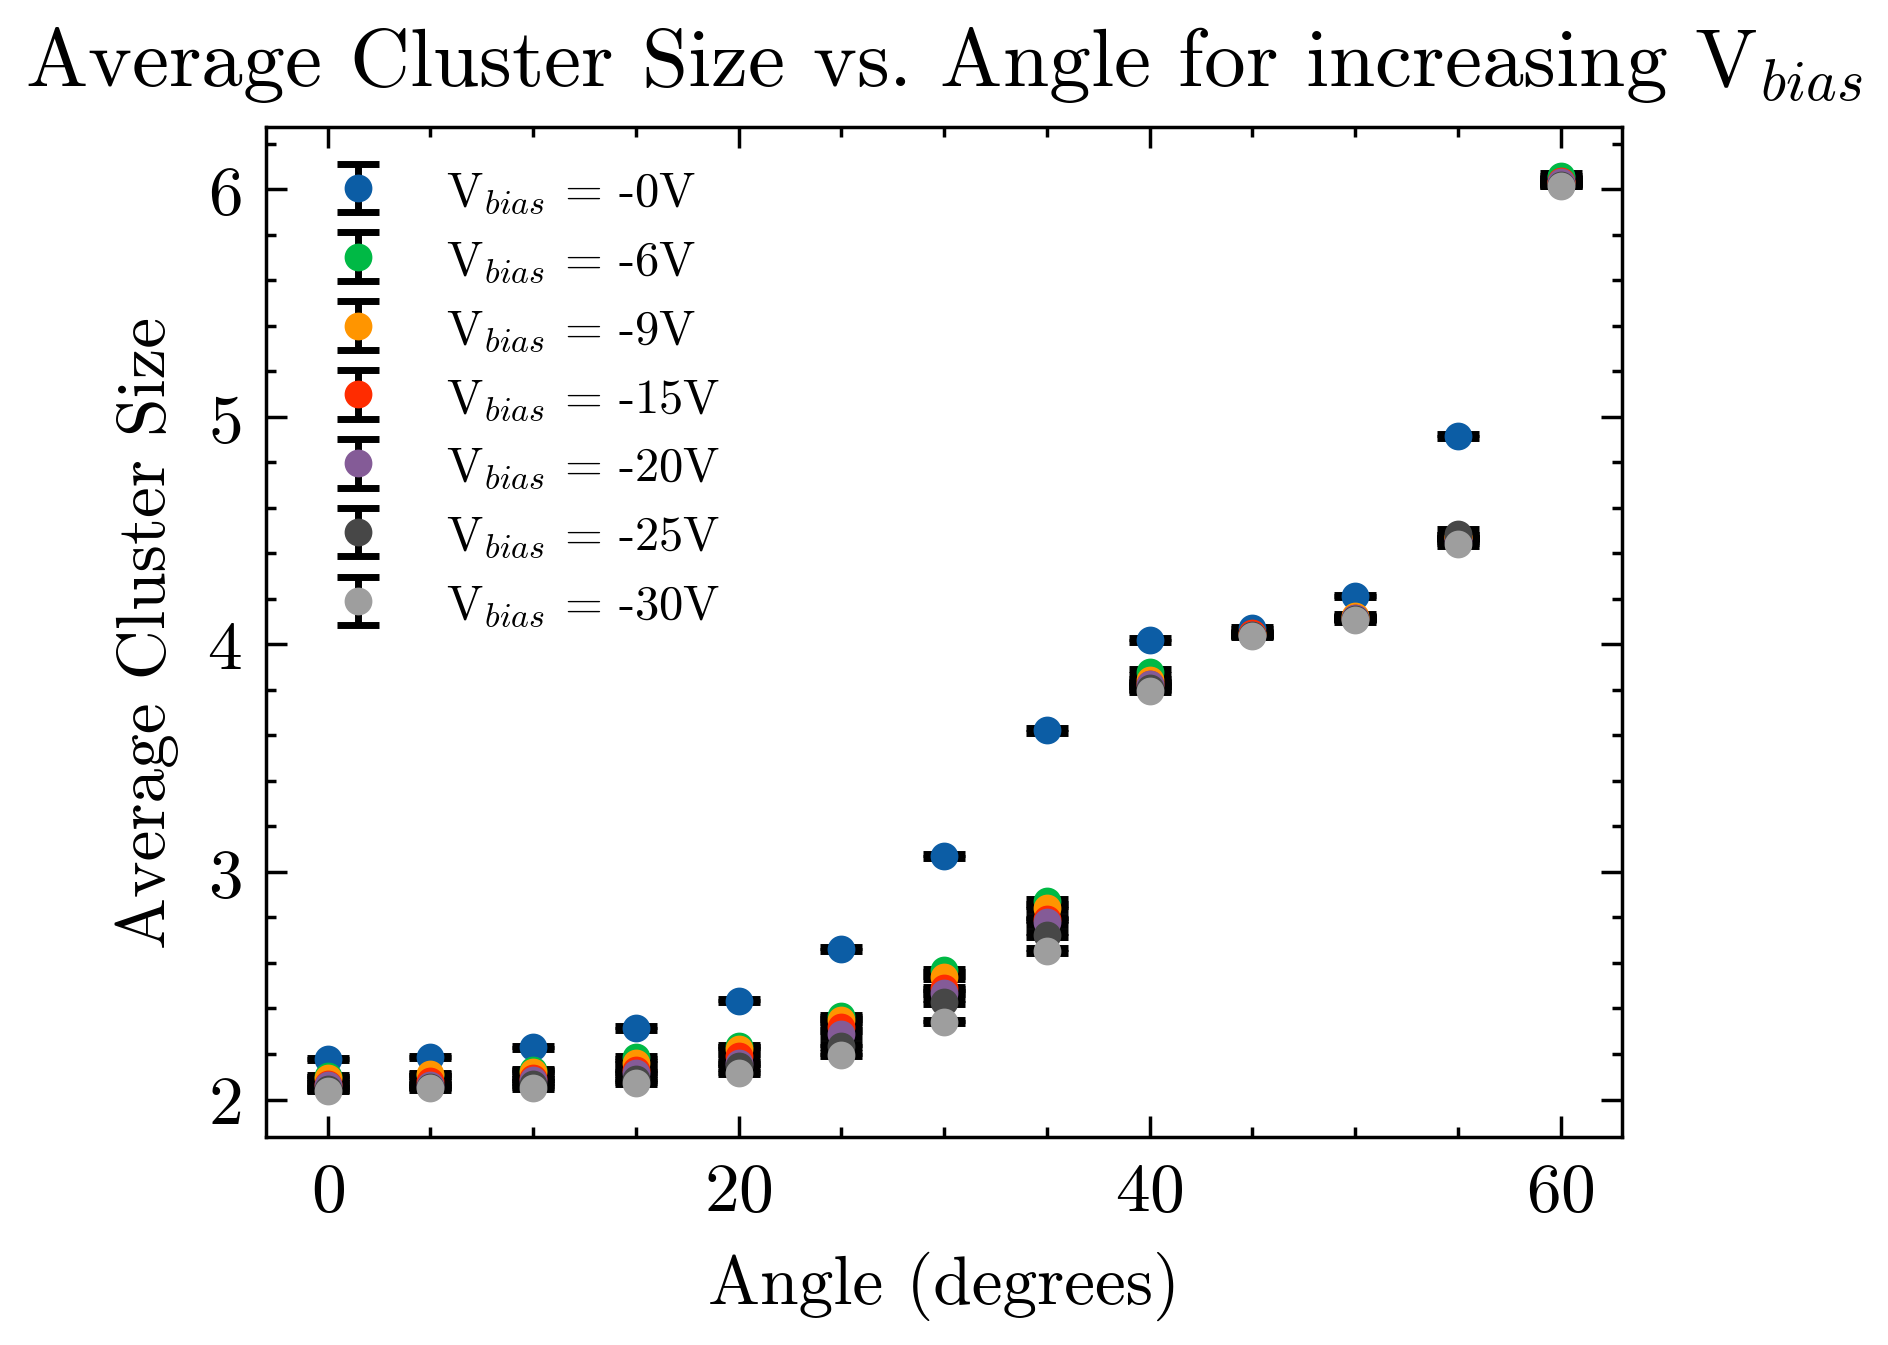 Average Cluster Size vs. Angle for increasing V_bias
V_bias = -0V
V_bias = -6V
V_bias = -9V
V_bias = -15V
V_bias = -20V
V_bias = -25V
V_bias = -30V
Average Cluster Size
6
5
4
3
2
0 20 40 60
Angle (degrees)